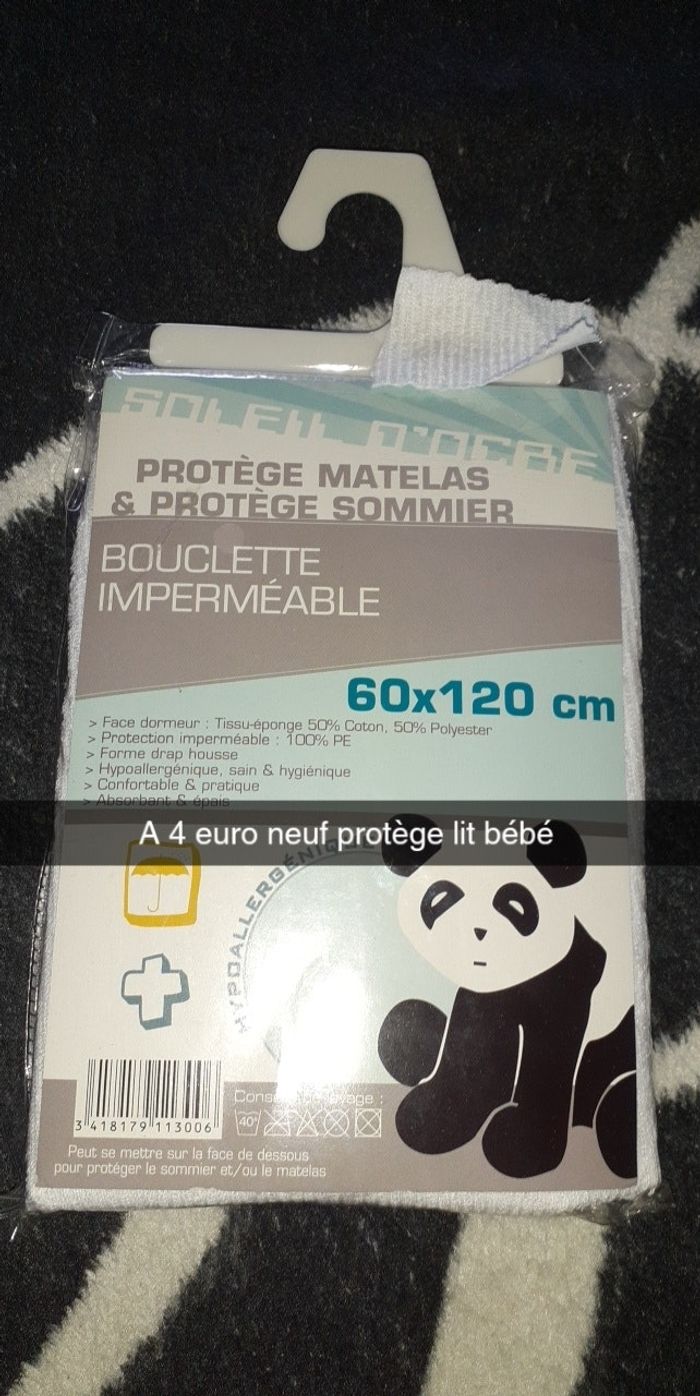 SOLEIL D'OCRE
PROTÈGE MATELAS
& PROTÈGE SOMMIER
BOUCLETTE
IMPERMÉABLE
60x120 cm
> Face dormeur : Tissu-éponge 50% Coton, 50% Polyester
> Protection imperméable : 100% PE
> Forme drap housse
> Hypoallergénique, sain & hygiénique
> Confortable & pratique
> Absorbant & épais
A 4 euro neuf protège lit bébé
HYPOALLERGÉNIQUE
40°
3 418179 113006
Peut se mettre sur la face de dessous
pour protéger le sommier et/ou le matelas